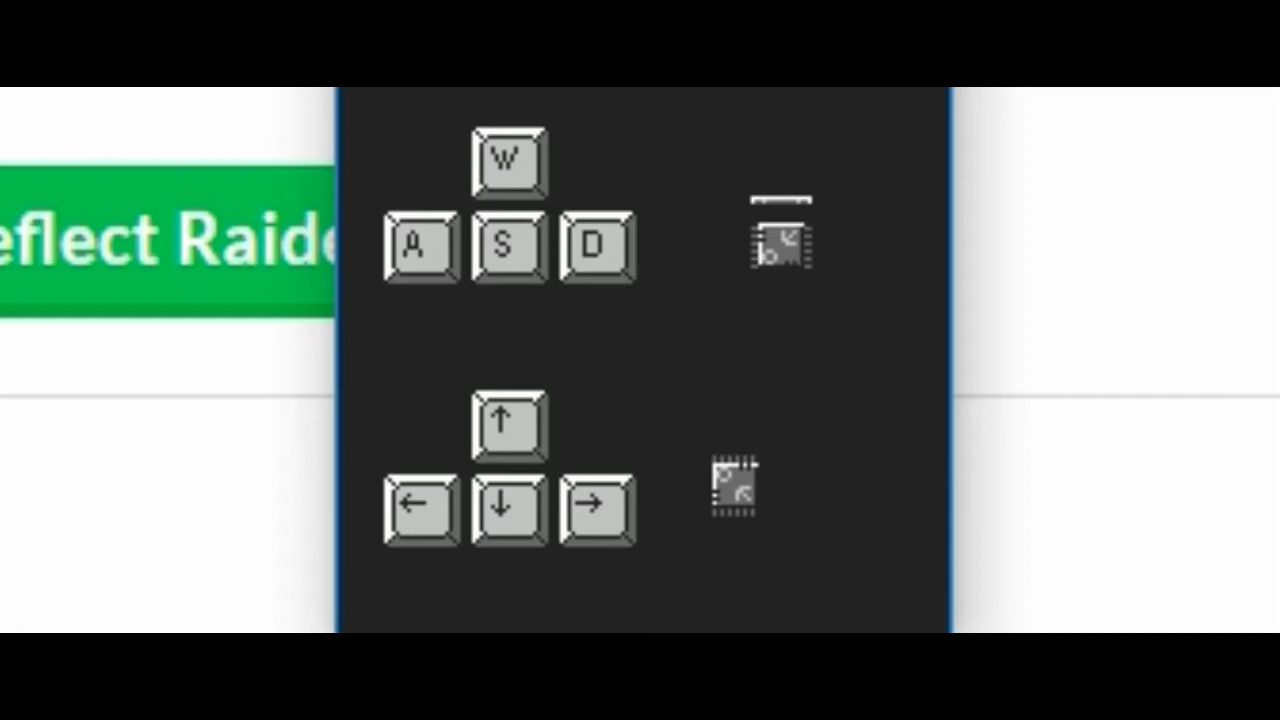 W
eflect Raide
A S D
↑
← ↓ →